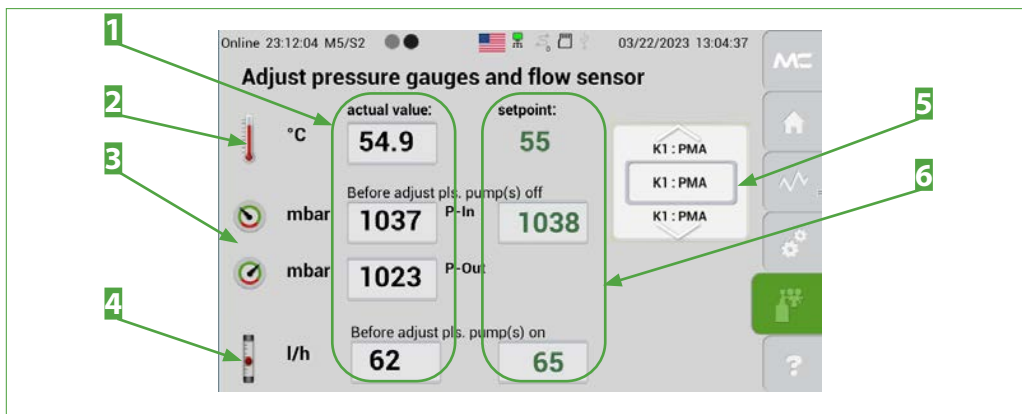 1
Online 23:12:04 M5/S2 03/22/2023 13:04:37
MC
Adjust pressure gauges and flow sensor
2
actual value: setpoint:
5
°C 54.9 55
K1 : PMA
3
K1 : PMA
6
Before adjust pls. pump(s) off
mbar 1037 P-In 1038
K1 : PMA
mbar 1023 P-Out
4
Before adjust pls. pump(s) on
l/h 62 65
?